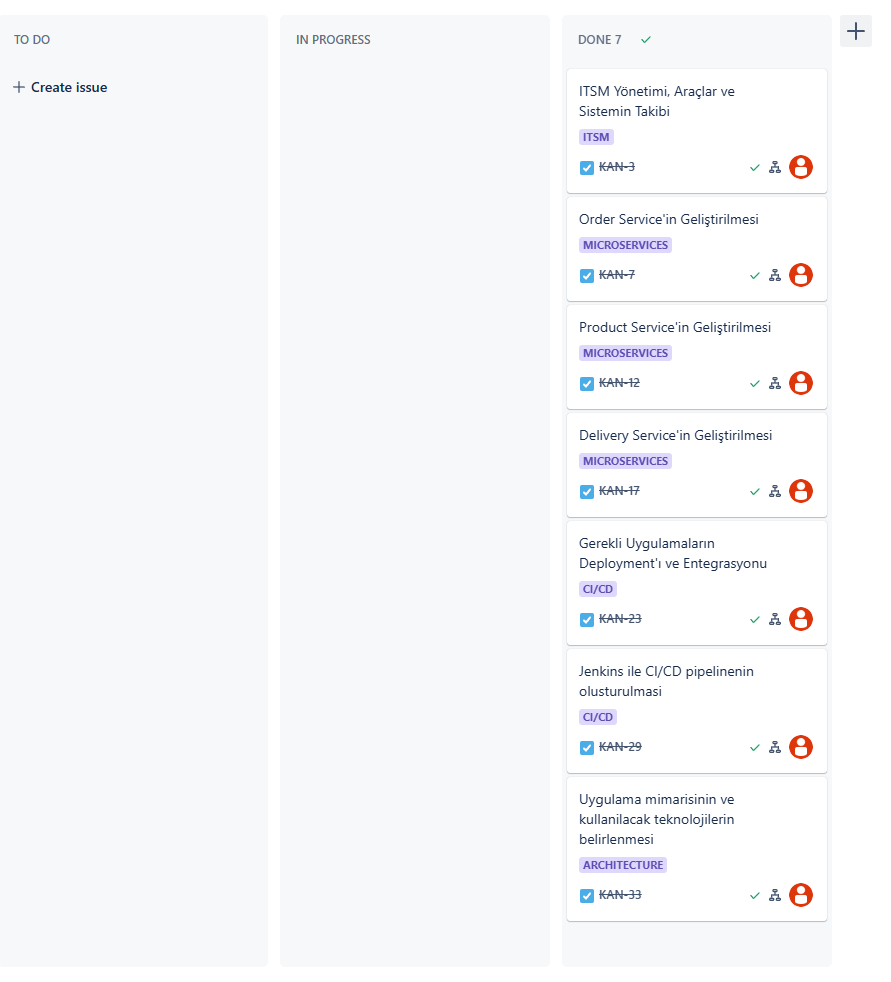 TO DO
+ Create issue
IN PROGRESS
DONE 7
ITSM Yönetimi, Araçlar ve
Sistemin Takibi
ITSM
KAN-3
Order Service'in Geliştirilmesi
MICROSERVICES
KAN-7
Product Service'in Geliştirilmesi
MICROSERVICES
KAN-12
Delivery Service'in Geliştirilmesi
MICROSERVICES
KAN-17
Gerekli Uygulamaların
Deployment'ı ve Entegrasyonu
CI/CD
KAN-23
Jenkins ile CI/CD pipelinenin
olusturulmasi
CI/CD
KAN-29
Uygulama mimarisinin ve
kullanilacak teknolojilerin
belirlenmesi
ARCHITECTURE
KAN-33